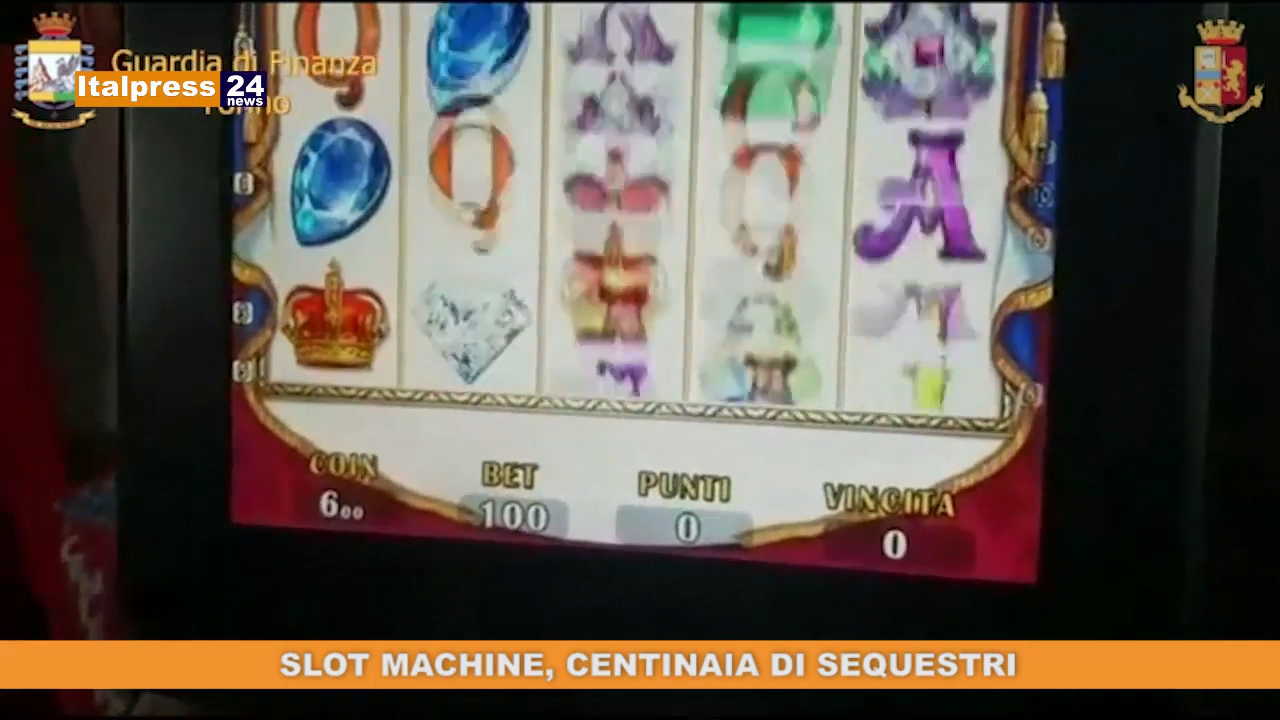 Guardia di Finanza
Italpress 24
news
Torino
COIN
6.00
BET
100
PUNTI
0
VINCITA
0
SLOT MACHINE, CENTINAIA DI SEQUESTRI